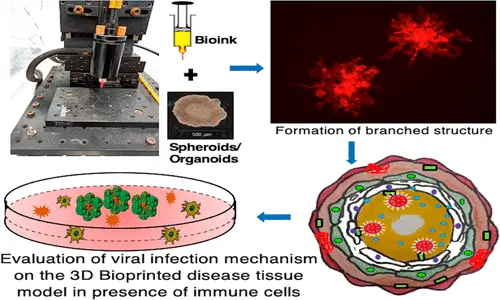 Bioink
+
500 µm
Spheroids/
Organoids
Formation of branched structure
Evaluation of viral infection mechanism
on the 3D Bioprinted disease tissue
model in presence of immune cells